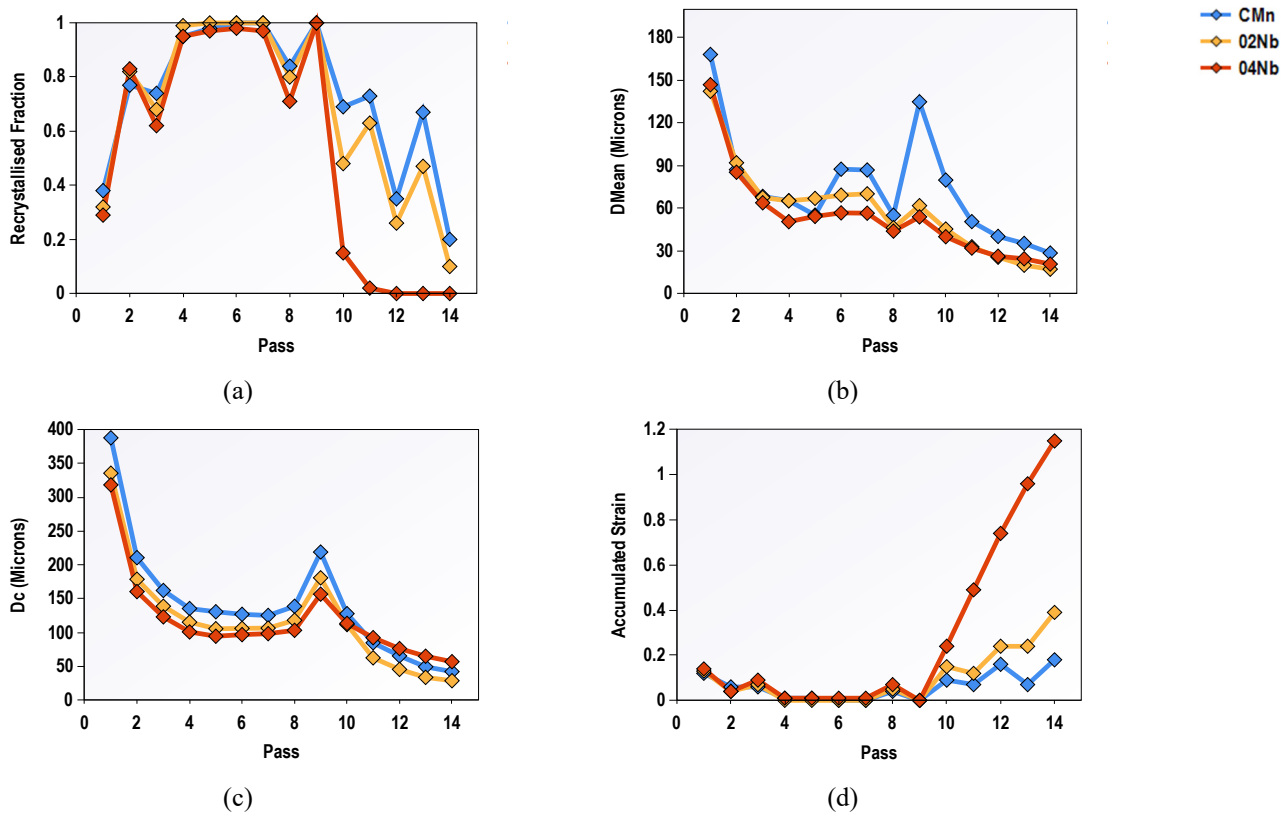 Recrystallised Fraction
1
0.8
0.6
0.4
0.2
0
0 2 4 6 8 10 12 14
Pass
(a)
DMean (Microns)
180
150
120
90
60
30
0
0 2 4 6 8 10 12 14
Pass
(b)
CMn
02Nb
04Nb
Dc (Microns)
400
350
300
250
200
150
100
50
0
0 2 4 6 8 10 12 14
Pass
(c)
Accumulated Strain
1.2
1
0.8
0.6
0.4
0.2
0
0 2 4 6 8 10 12 14
Pass
(d)